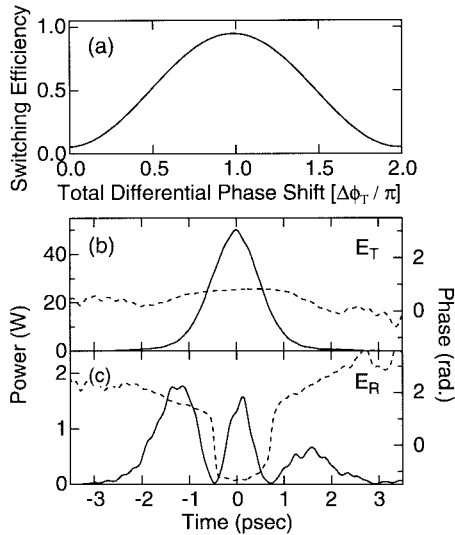 (a)
Switching Efficiency
1.0
0.5
0.0
0.0 0.5 1.0 1.5 2.0
Total Differential Phase Shift [Δϕ_T / π]
(b)
E_T
40
20
0
2
0
Power (W)
Phase (rad.)
(c)
E_R
2
1
0
2
0
-3 -2 -1 0 1 2 3
Time (psec)